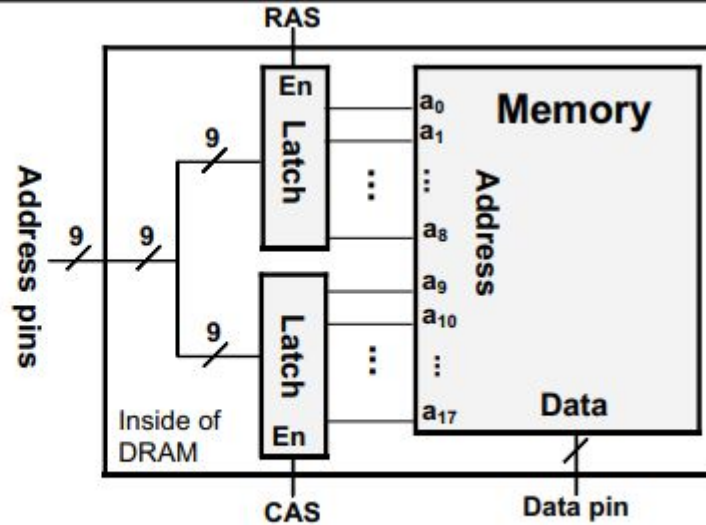 RAS
En
Latch
a0
a1
...
a8
Memory
Address
9
Address pins
9
9
9
Latch
En
a9
a10
...
a17
...
...
Data
Inside of
DRAM
CAS
Data pin